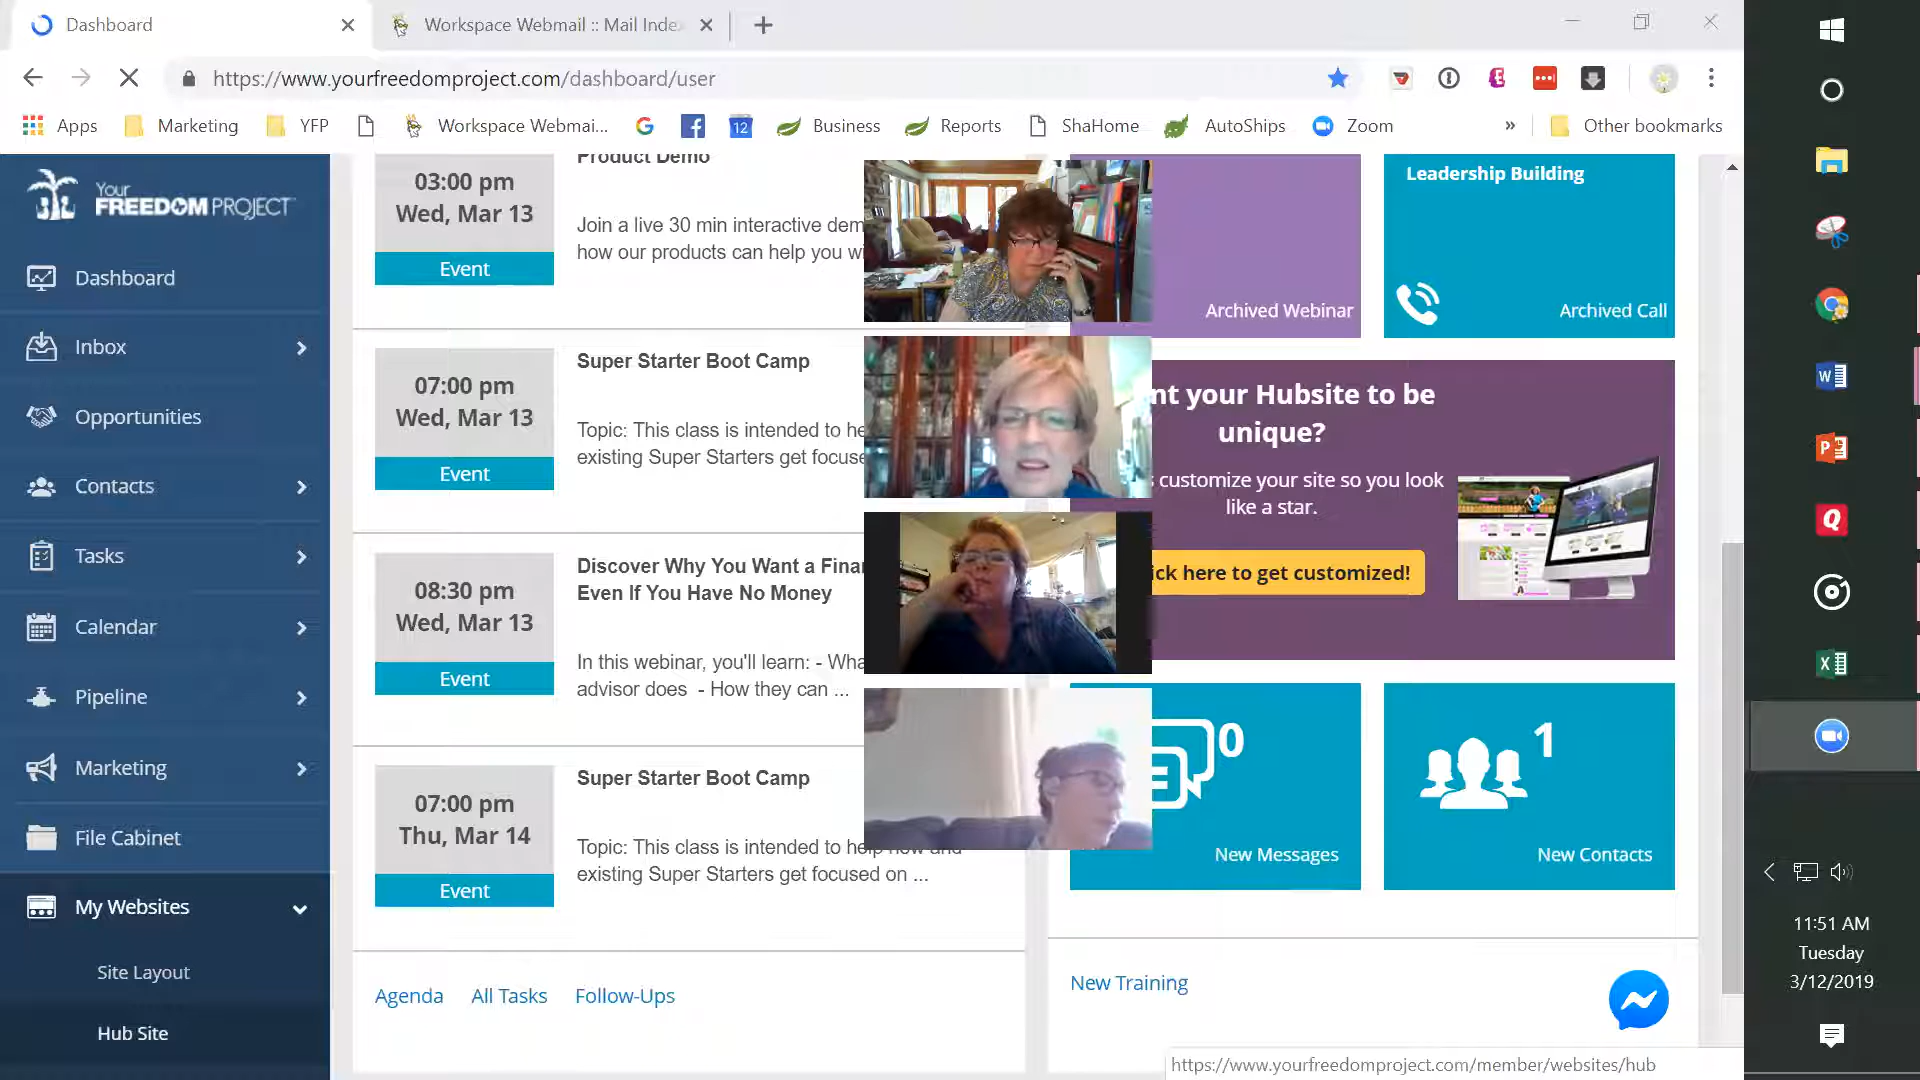 Dashboard
Workspace Webmail :: Mail Inde
https://www.yourfreedomproject.com/dashboard/user
Apps
Marketing
YFP
Workspace Webmai...
12
Business
Reports
ShaHome
AutoShips
Zoom
»
Other bookmarks
Your
FREEDOM PROJECT
Dashboard
Inbox
Opportunities
Contacts
Tasks
Calendar
Pipeline
Marketing
File Cabinet
My Websites
Site Layout
Hub Site
03:00 pm
Wed, Mar 13
Event
Product Demo
Join a live 30 min interactive
how our products can help you
07:00 pm
Wed, Mar 13
Event
Super Starter Boot Camp
Topic: This class is intended to
existing Super Starters get
08:30 pm
Wed, Mar 13
Event
Discover Why You Want a
Even If You Have No Money
In this webinar, you'll learn: -
advisor does - How they can ...
07:00 pm
Thu, Mar 14
Event
Super Starter Boot Camp
Topic: This class is intended to help new and
existing Super Starters get focused on ...
Agenda
All Tasks
Follow-Ups
Archived Webinar
Leadership Building
Archived Call
your Hubsite to be
unique?
customize your site so you look
like a star.
here to get customized!
0
New Messages
1
New Contacts
New Training
https://www.yourfreedomproject.com/member/websites/hub
11:51 AM
Tuesday
3/12/2019